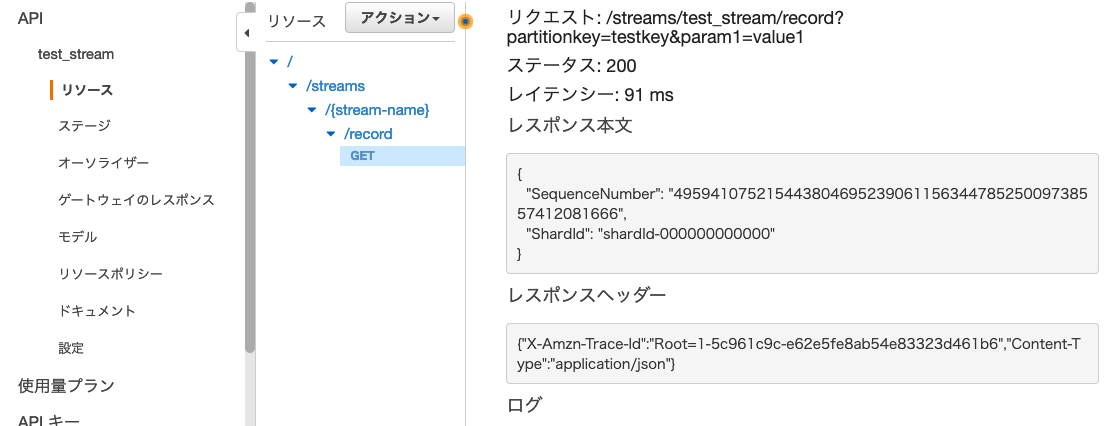 API
test_stream
リソース
ステージ
オーソライザー
ゲートウェイのレスポンス
モデル
リソースポリシー
ドキュメント
設定
使用量プラン
API キー
リソース
アクション
/
/streams
/{stream-name}
/record
GET
リクエスト: /streams/test_stream/record?
partitionkey=testkey&param1=value1
ステータス: 200
レイテンシー: 91 ms
レスポンス本文
{
"SequenceNumber": "495941075215443804695239061156344785250097385
57412081666",
"ShardId": "shardId-000000000000"
}
レスポンスヘッダー
{"X-Amzn-Trace-Id":"Root=1-5c961c9c-e62e5fe8ab54e83323d461b6","Content-T
ype":"application/json"}
ログ